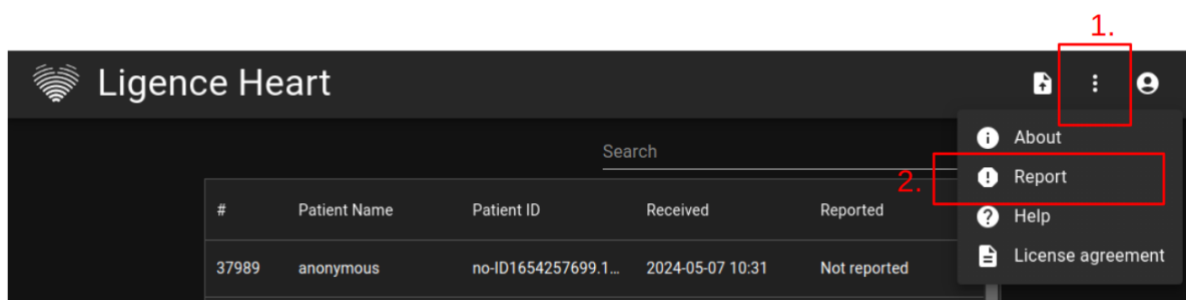 1.
Ligence Heart
About
Search
2.
Report
# Patient Name Patient ID Received Reported
Help
37989 anonymous no-ID1654257699.1... 2024-05-07 10:31 Not reported
License agreement